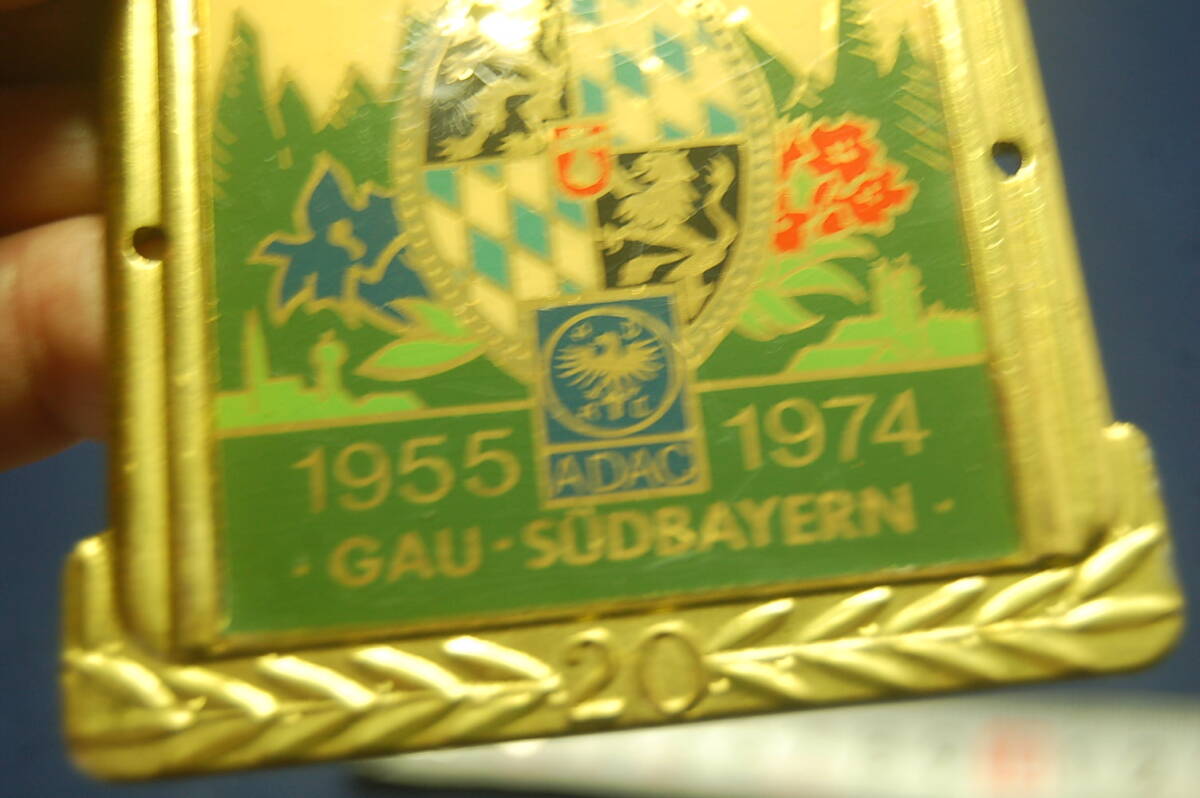 1955 ADAC 1974
· GAU · SÜDBAYERN ·
20